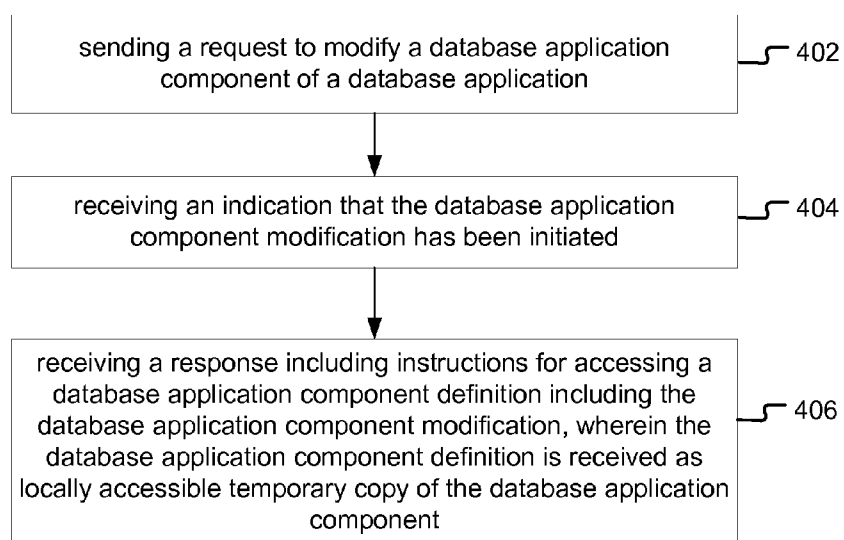 sending a request to modify a database application
component of a database application
402
receiving an indication that the database application
component modification has been initiated
404
receiving a response including instructions for accessing a
database application component definition including the
database application component modification, wherein the
database application component definition is received as
locally accessible temporary copy of the database application
component
406